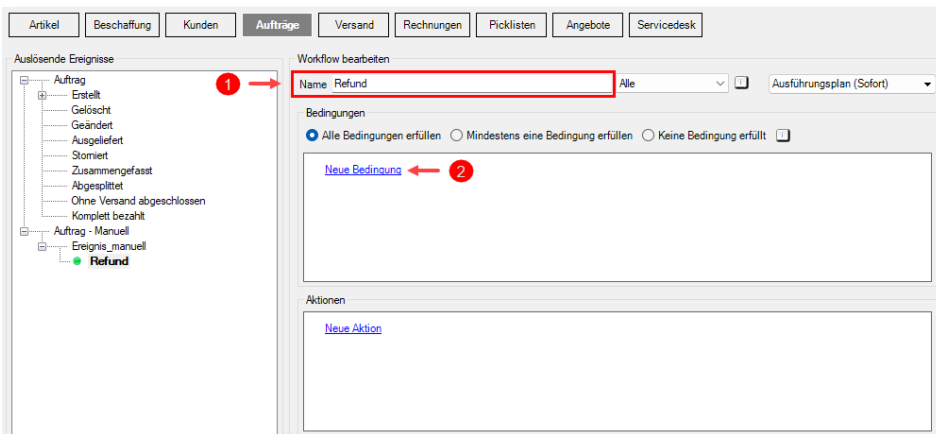 Artikel Beschaffung Kunden Aufträge Versand Rechnungen Picklisten Angebote Servicedesk
Auslösende Ereignisse
Auftrag
Erstellt
Gelöscht
Geändert
Ausgeliefert
Storniert
Zusammengefasst
Abgesplittet
Ohne Versand abgeschlossen
Komplett bezahlt
Auftrag - Manuell
Ereignis_manuell
Refund
Workflow bearbeiten
1 Name Refund Alle Ausführungsplan (Sofort)
Bedingungen
Alle Bedingungen erfüllen Mindestens eine Bedingung erfüllen Keine Bedingung erfüllt
Neue Bedingung 2
Aktionen
Neue Aktion